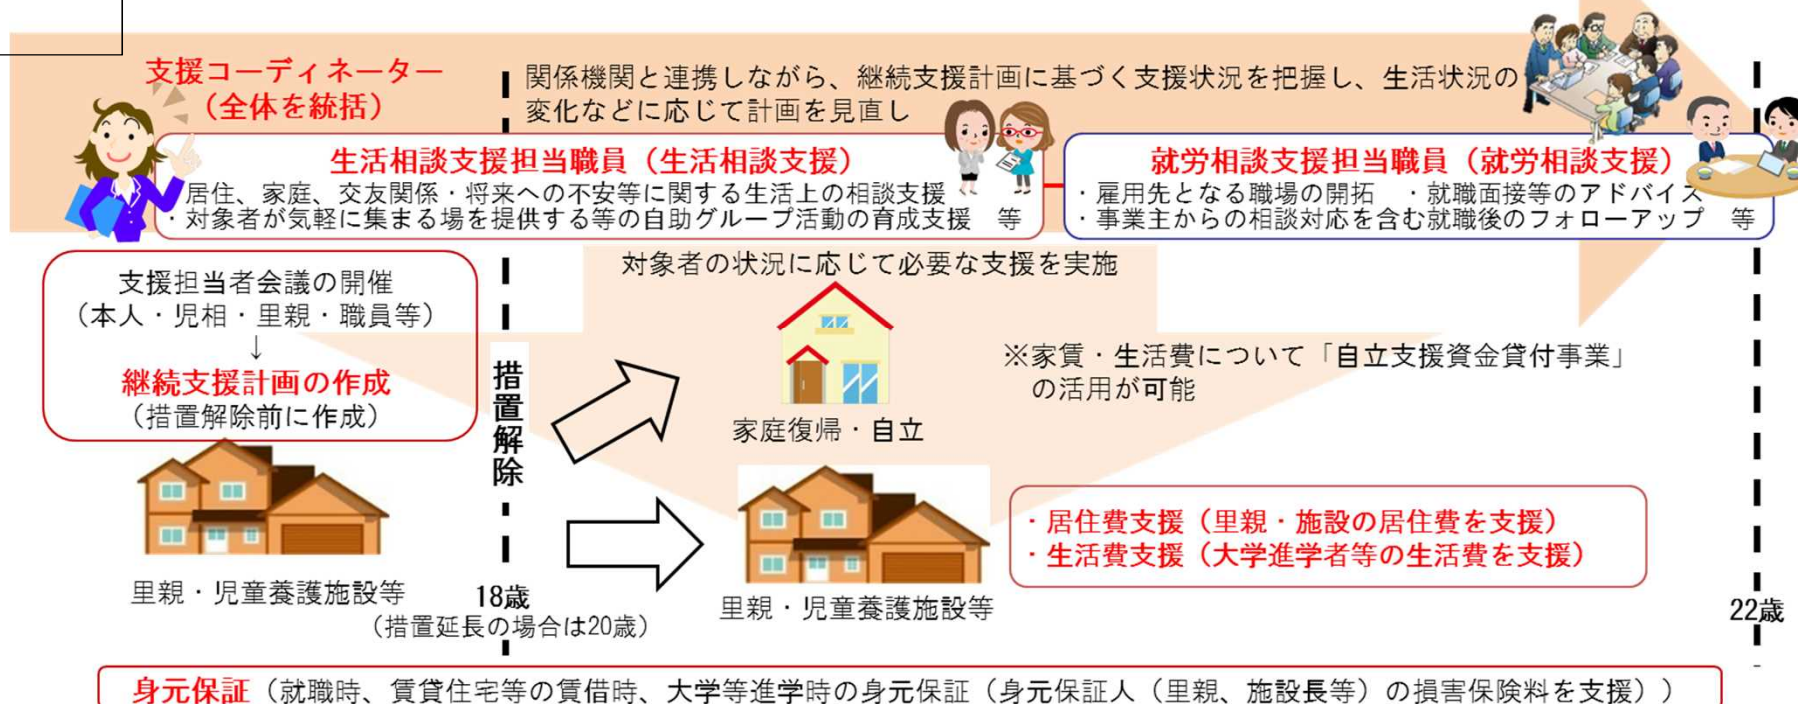 支援コーディネーター
（全体を統括）
関係機関と連携しながら、継続支援計画に基づく支援状況を把握し、生活状況の
変化などに応じて計画を見直し
生活相談支援担当職員（生活相談支援）
・居住、家庭、交友関係・将来への不安等に関する生活上の相談支援
・対象者が気軽に集まる場を提供する等の自助グループ活動の育成支援　等
就労相談支援担当職員（就労相談支援）
・雇用先となる職場の開拓　・就職面接等のアドバイス
・事業主からの相談対応を含む就職後のフォローアップ　等
支援担当者会議の開催
（本人・児相・里親・職員等）
↓
継続支援計画の作成
（措置解除前に作成）
対象者の状況に応じて必要な支援を実施
措置解除
※家賃・生活費について「自立支援資金貸付事業」
の活用が可能
家庭復帰・自立
・居住費支援（里親・施設の居住費を支援）
・生活費支援（大学進学者等の生活費を支援）
里親・児童養護施設等
18歳
（措置延長の場合は20歳）
里親・児童養護施設等
22歳
身元保証（就職時、賃貸住宅等の賃借時、大学等進学時の身元保証（身元保証人（里親、施設長等）の損害保険料を支援））